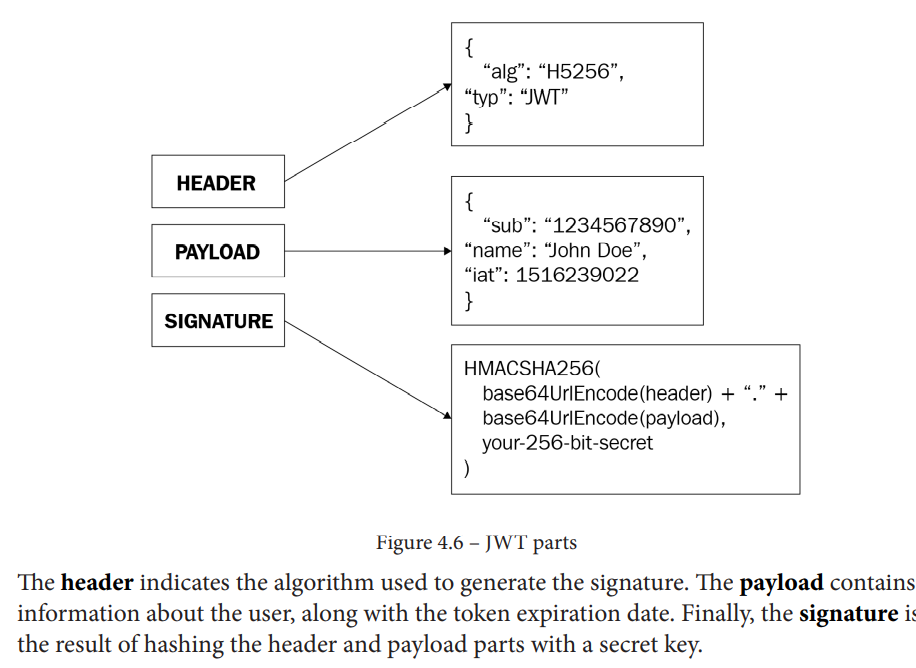 {
"alg": "H5256",
"typ": "JWT"
}
HEADER
{
"sub": "1234567890",
"name": "John Doe",
"iat": 1516239022
}
PAYLOAD
SIGNATURE
HMACSHA256(
base64UrlEncode(header) + "." +
base64UrlEncode(payload),
your-256-bit-secret
)
Figure 4.6 – JWT parts
The header indicates the algorithm used to generate the signature. The payload contains
information about the user, along with the token expiration date. Finally, the signature is
the result of hashing the header and payload parts with a secret key.